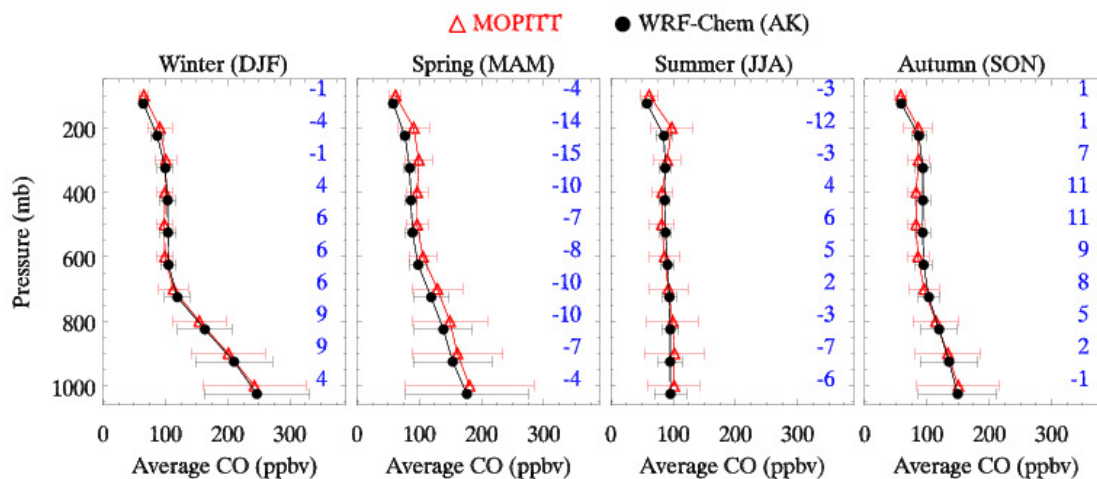 MOPITT WRF-Chem (AK)
Winter (DJF) Spring (MAM) Summer (JJA) Autumn (SON)
-1 -4 -3 1
200 -4 -14 -12 1
-1 -15 -3 7
400 4 -10 4 11
6 -7 6 11
600 6 -8 5 9
6 -10 2 8
800 9 -10 -3 5
9 -7 -7 2
1000 4 -4 -6 -1
Pressure (mb)
0 100 200 300 0 100 200 300 0 100 200 300 0 100 200 300
Average CO (ppbv) Average CO (ppbv) Average CO (ppbv) Average CO (ppbv)